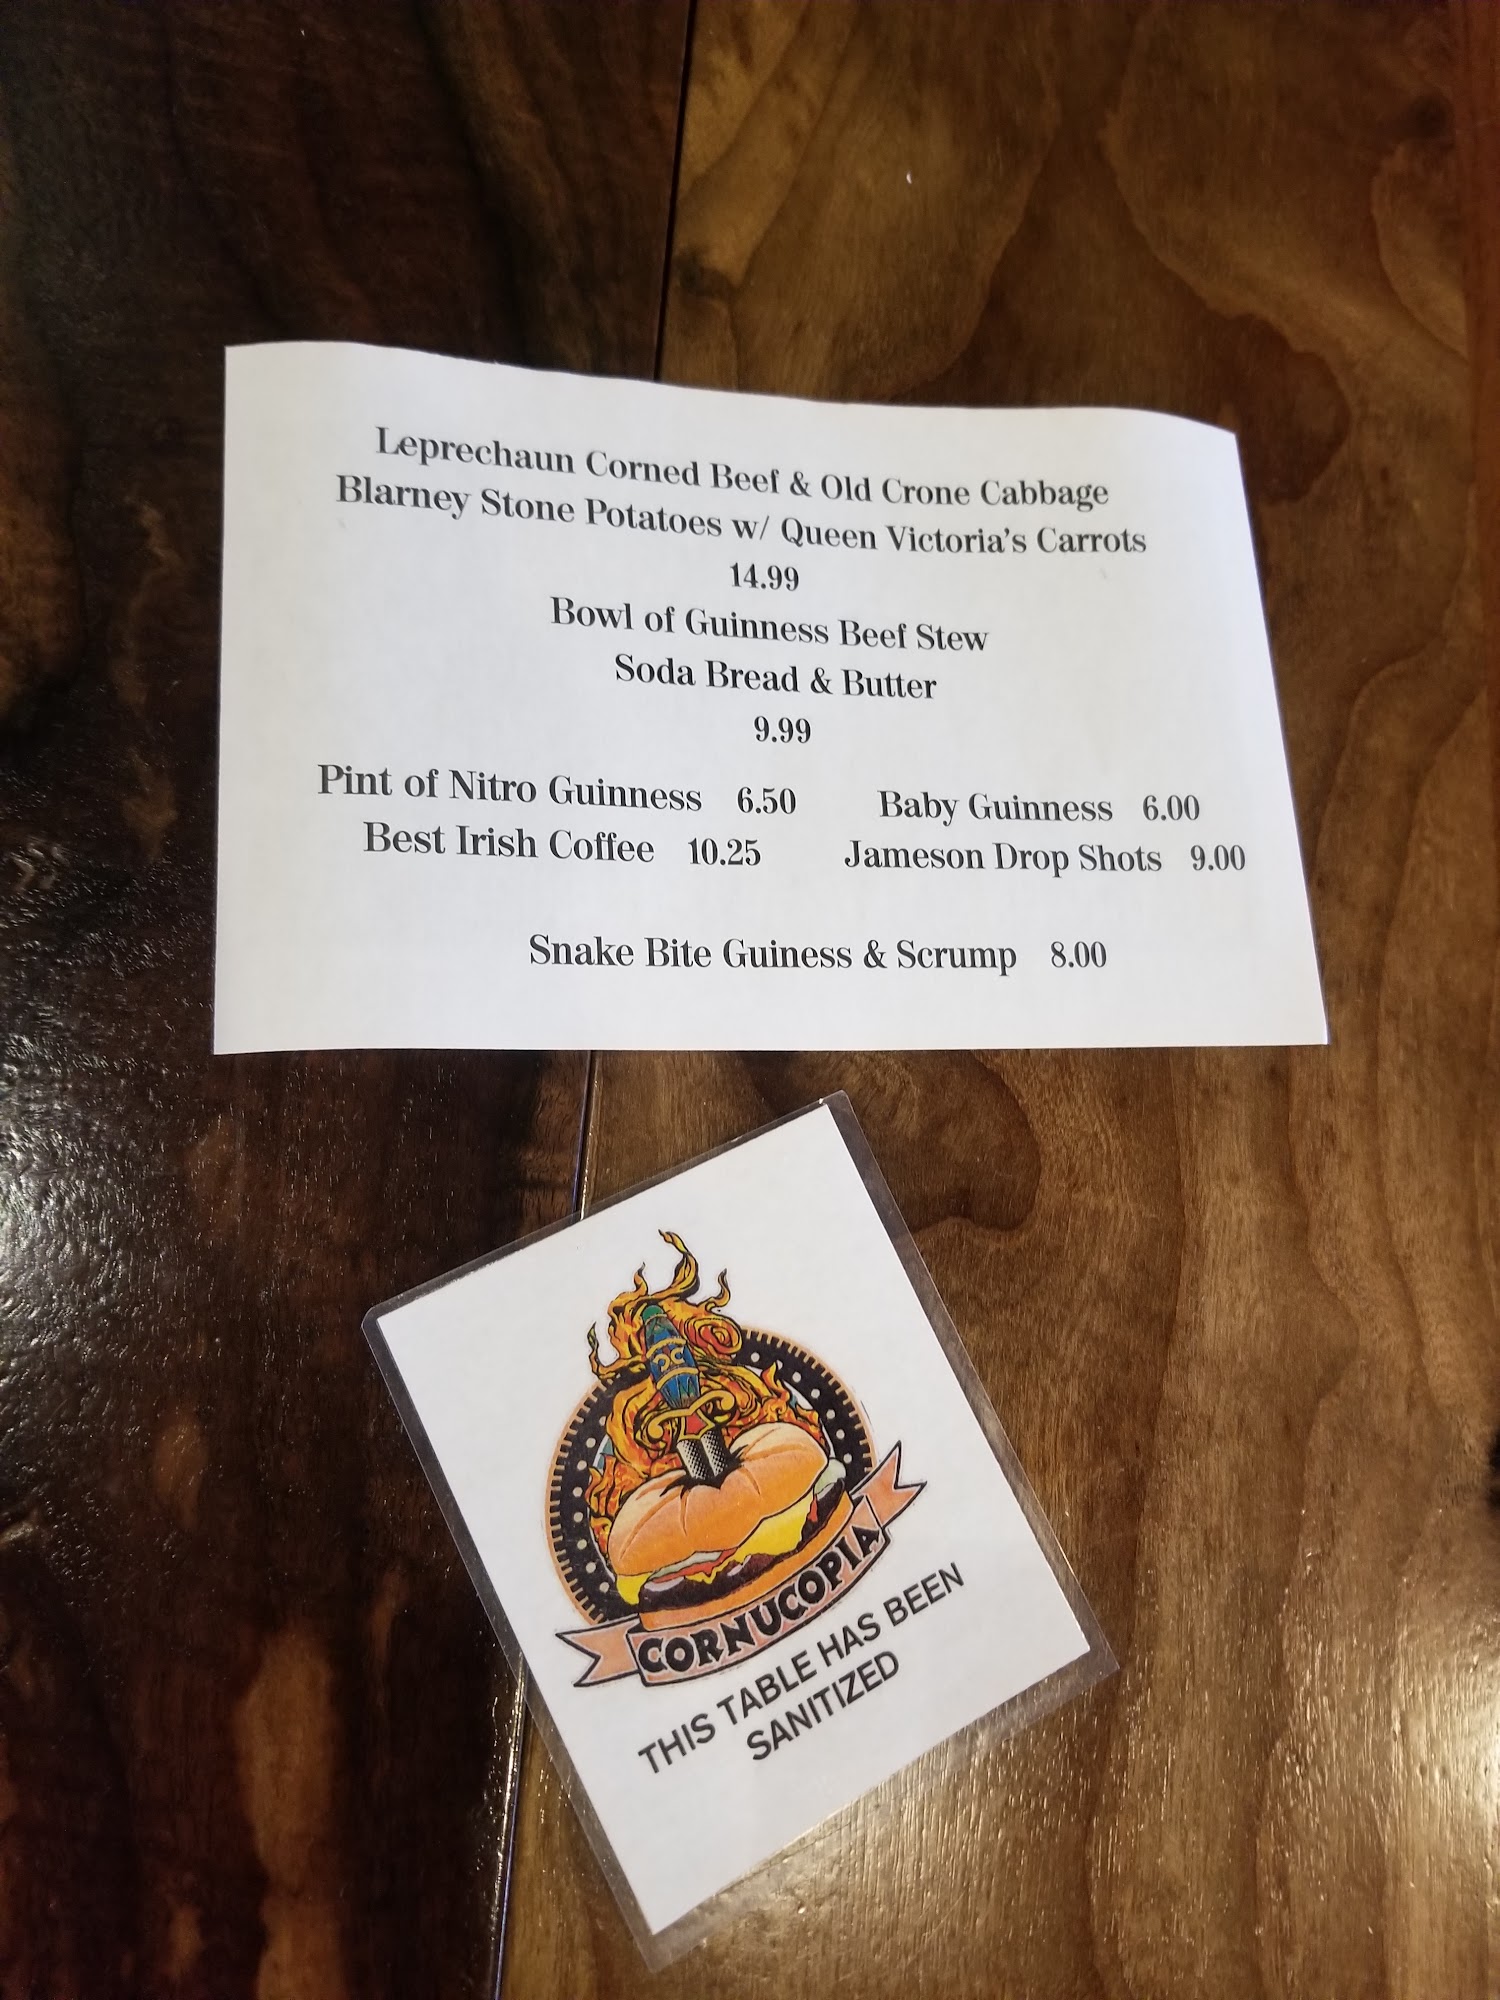 Leprechaun Corned Beef & Old Crone Cabbage
Blarney Stone Potatoes w/ Queen Victoria's Carrots
14.99
Bowl of Guinness Beef Stew
Soda Bread & Butter
9.99
Pint of Nitro Guinness 6.50 Baby Guinness 6.00
Best Irish Coffee 10.25 Jameson Drop Shots 9.00
Snake Bite Guiness & Scrump 8.00
CORNUCOPIA
THIS TABLE HAS BEEN
SANITIZED